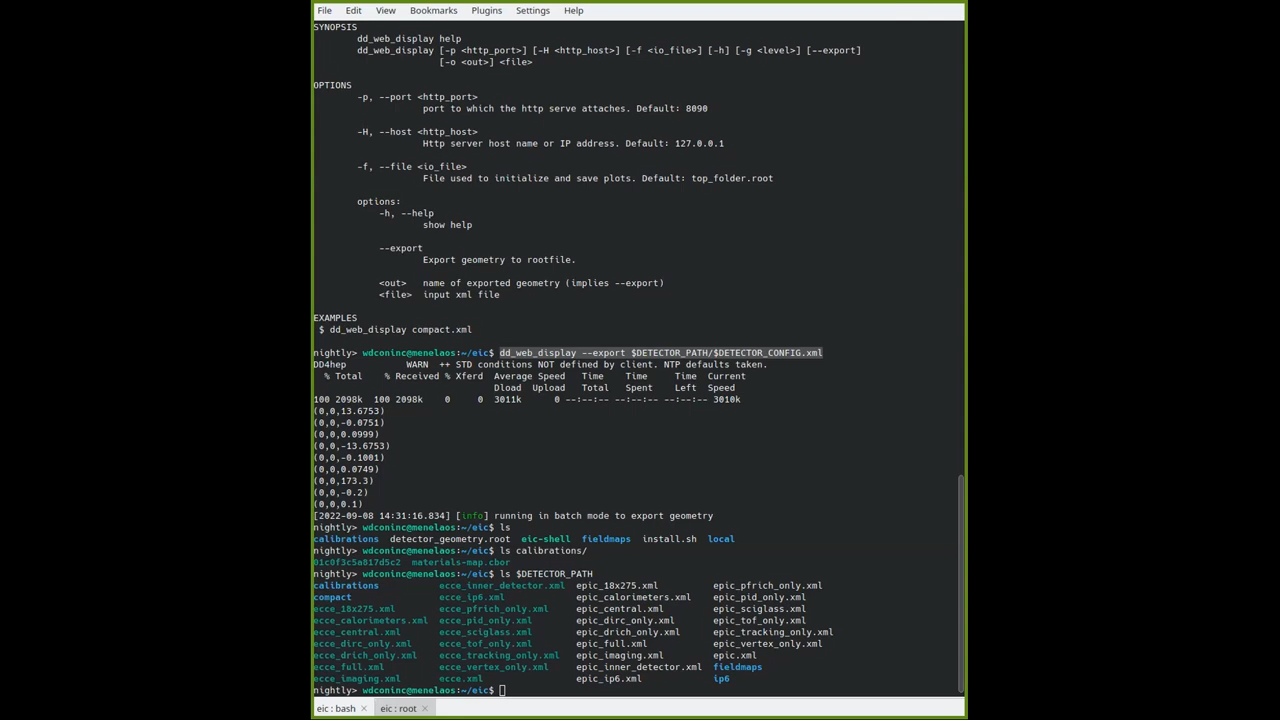 File Edit View Bookmarks Plugins Settings Help
SYNOPSIS
dd_web_display help
dd_web_display [-p <http_port>] [-H <http_host>] [-f <io_file>] [-h] [-g <level>] [--export]
[-o <out>] <file>
OPTIONS
-p, --port <http_port>
port to which the http serve attaches. Default: 8090
-H, --host <http_host>
Http server host name or IP address. Default: 127.0.0.1
-f, --file <io_file>
File used to initialize and save plots. Default: top_folder.root
options:
-h, --help
show help
--export
Export geometry to rootfile.
<out> name of exported geometry (implies --export)
<file> input xml file
EXAMPLES
$ dd_web_display compact.xml
nightly> wdconinc@menelaos:~/eic$ dd_web_display --export $DETECTOR_PATH/$DETECTOR_CONFIG.xml
DD4hep WARN ++ STD conditions NOT defined by client. NTP defaults taken.
% Total % Received % Xferd Average Speed Time Time Time Current
Dload Upload Total Spent Left Speed
100 2098k 100 2098k 0 0 3011k 0 --:--:-- --:--:-- --:--:-- 3010k
(0,0,13.6753)
(0,0,-0.0751)
(0,0,0.0999)
(0,0,-13.6753)
(0,0,-0.1001)
(0,0,0.0749)
(0,0,173.3)
(0,0,-0.2)
(0,0,0.1)
[2022-09-08 14:31:16.834] [info] running in batch mode to export geometry
nightly> wdconinc@menelaos:~/eic$ ls
calibrations detector_geometry.root eic-shell fieldmaps install.sh local
nightly> wdconinc@menelaos:~/eic$ ls calibrations/
01c0f3c5a817d5c2 materials-map.cbor
nightly> wdconinc@menelaos:~/eic$ ls $DETECTOR_PATH
calibrations ecce_inner_detector.xml epic_18x275.xml epic_pfrich_only.xml
compact ecce_ip6.xml epic_calorimeters.xml epic_pid_only.xml
ecce_18x275.xml ecce_pfrich_only.xml epic_central.xml epic_sciglass.xml
ecce_calorimeters.xml ecce_pid_only.xml epic_dirc_only.xml epic_tof_only.xml
ecce_central.xml ecce_sciglass.xml epic_drich_only.xml epic_tracking_only.xml
ecce_dirc_only.xml ecce_tof_only.xml epic_full.xml epic_vertex_only.xml
ecce_drich_only.xml ecce_tracking_only.xml epic_imaging.xml epic.xml
ecce_full.xml ecce_vertex_only.xml epic_inner_detector.xml fieldmaps
ecce_imaging.xml ecce.xml epic_ip6.xml ip6
nightly> wdconinc@menelaos:~/eic$
eic : bash eic : root